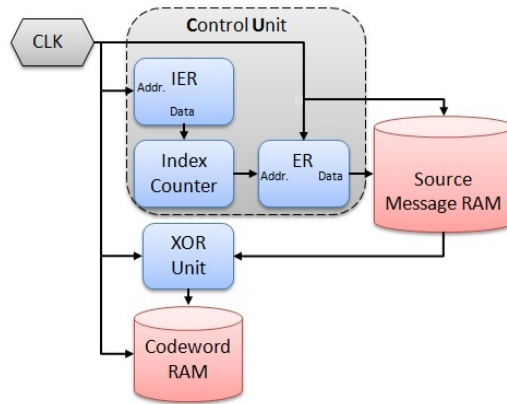 CLK
Control Unit
IER
Addr.
Data
Index
Counter
ER
Addr. Data
Source
Message RAM
XOR
Unit
Codeword
RAM